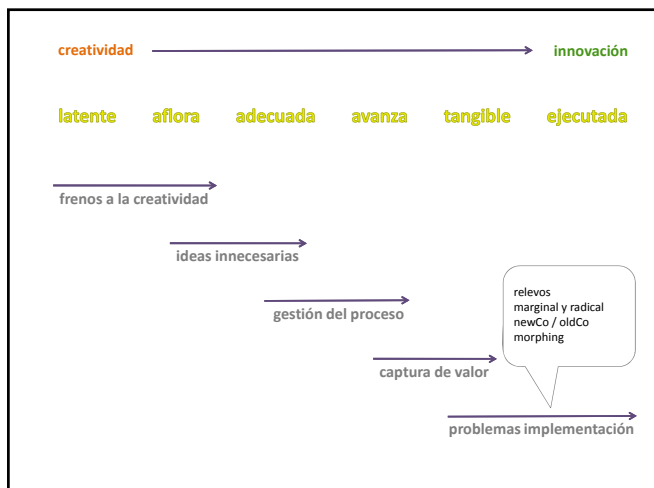 creatividad innovación
latente aflora adecuada avanza tangible ejecutada
frenos a la creatividad
ideas innecesarias
gestión del proceso
relevos
marginal y radical
newCo / oldCo
morphing
captura de valor
problemas implementación